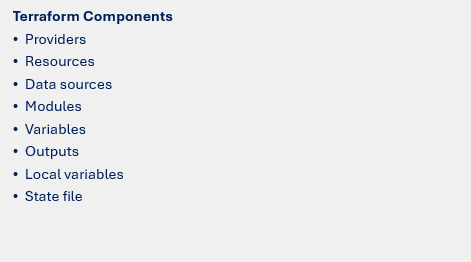 Terraform Components
• Providers
• Resources
• Data sources
• Modules
• Variables
• Outputs
• Local variables
• State file